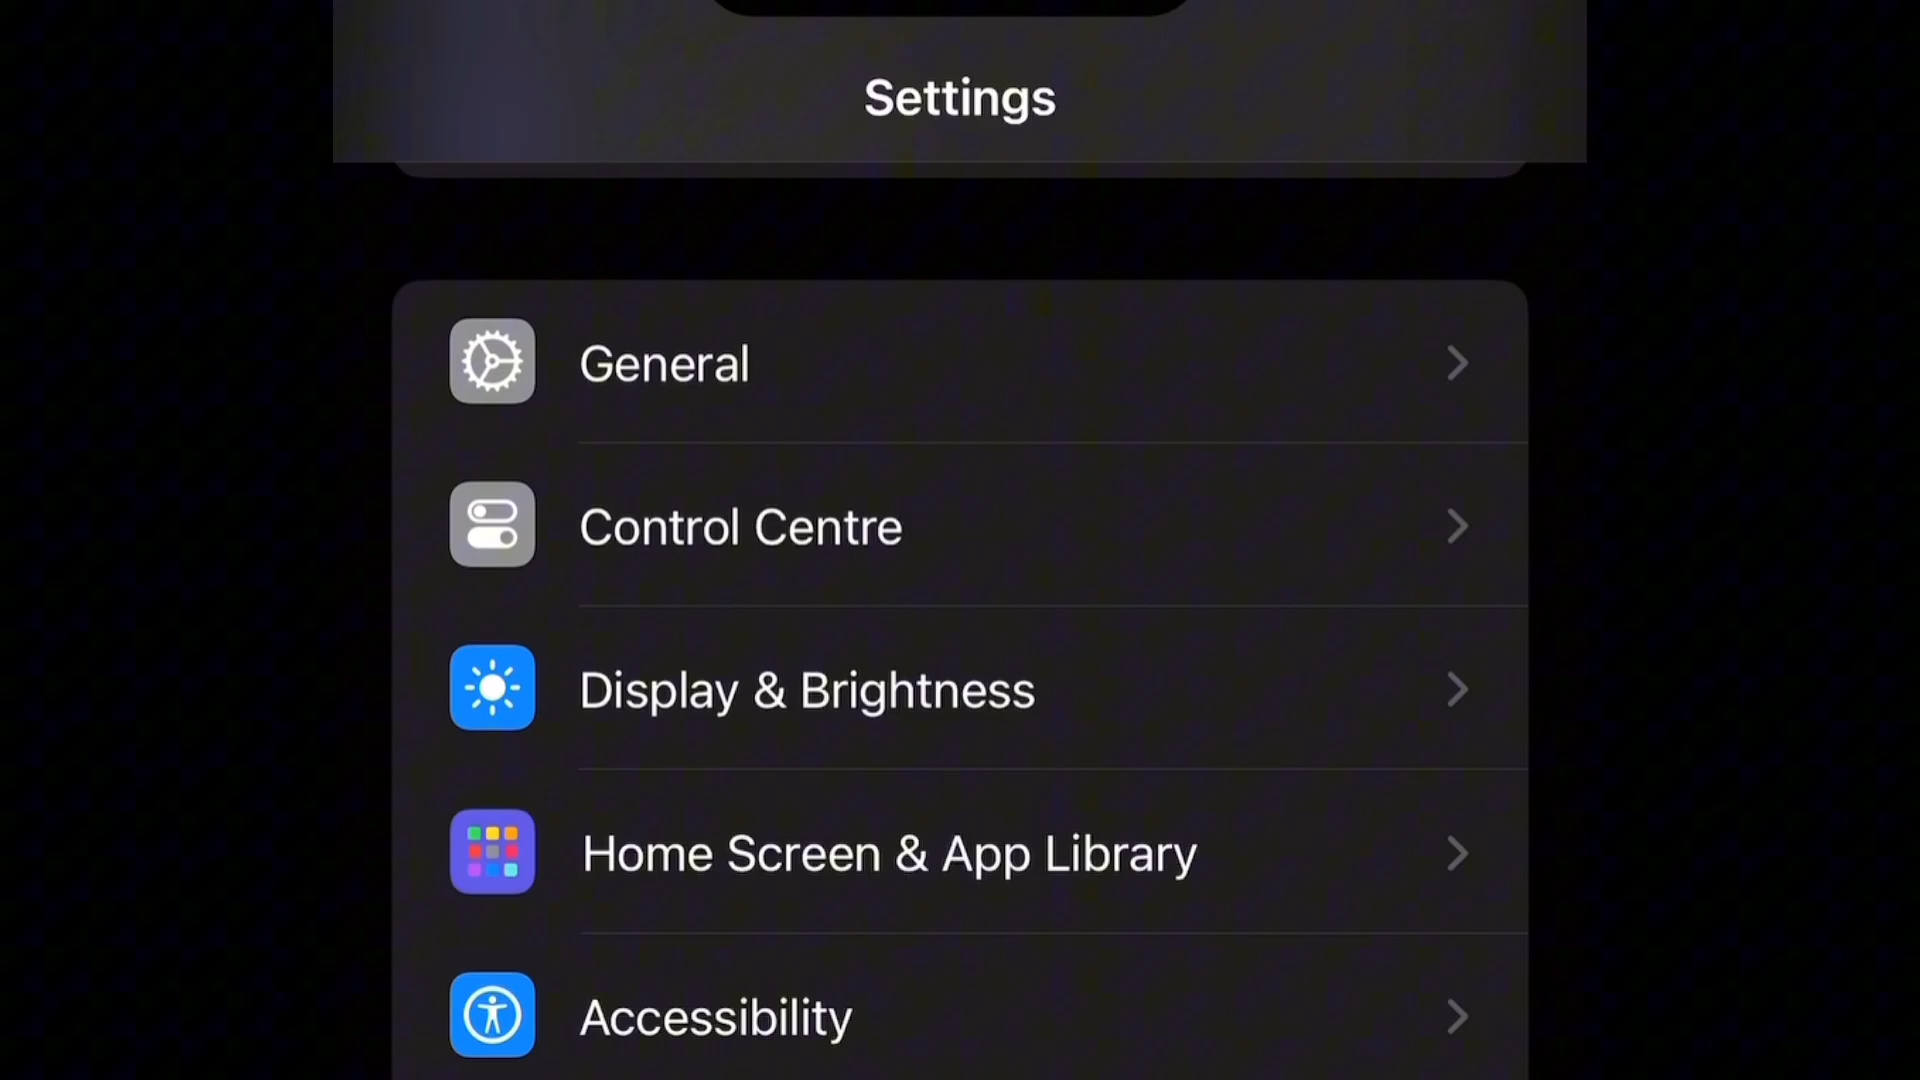 Settings
General
Control Centre
Display & Brightness
Home Screen & App Library
Accessibility